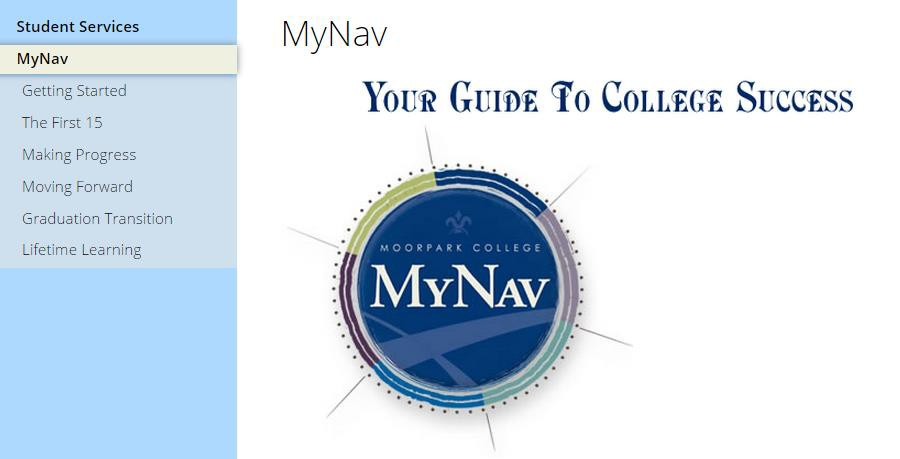 Student Services
MyNav
Getting Started
The First 15
Making Progress
Moving Forward
Graduation Transition
Lifetime Learning
MyNav
Your Guide To College Success
MOORPARK COLLEGE
MYNAV